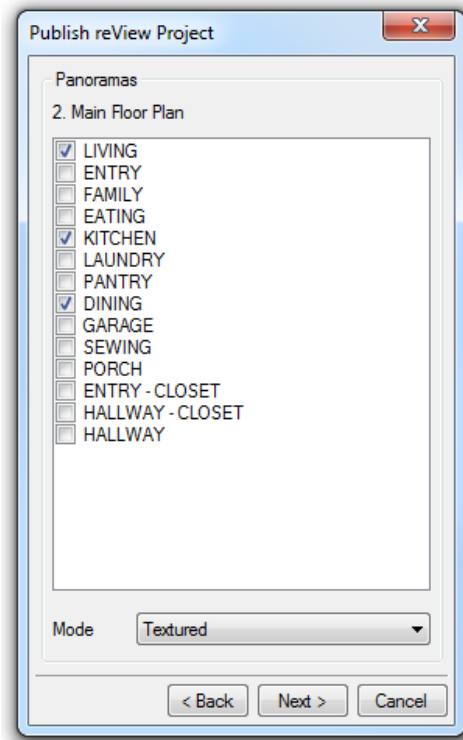 Publish reView Project
Panoramas
2. Main Floor Plan
LIVING
ENTRY
FAMILY
EATING
KITCHEN
LAUNDRY
PANTRY
DINING
GARAGE
SEWING
PORCH
ENTRY - CLOSET
HALLWAY - CLOSET
HALLWAY
Mode Textured
< Back Next > Cancel